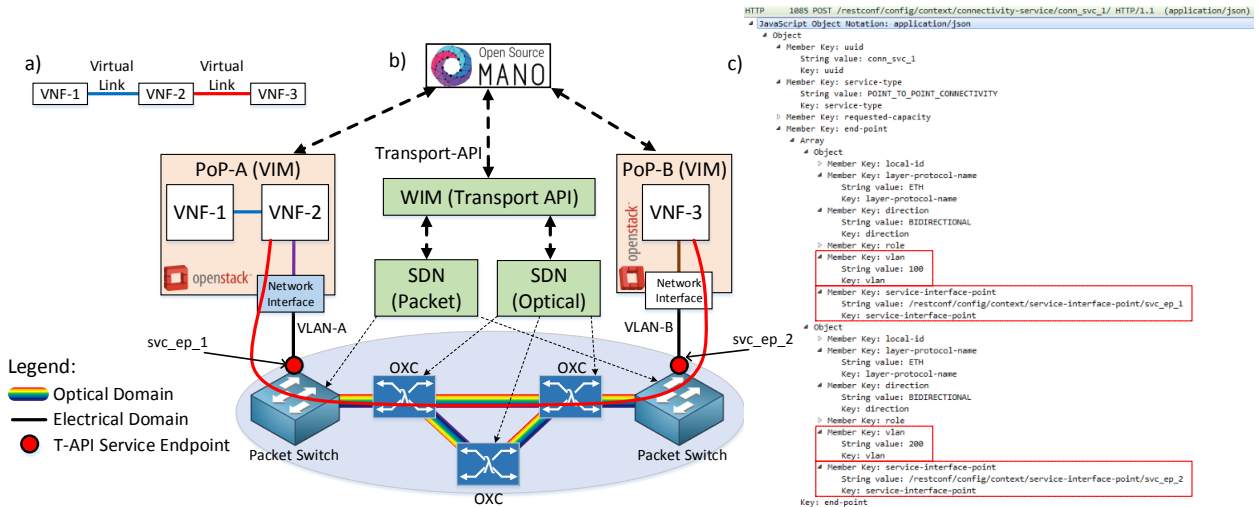 a)
Virtual
Link
Virtual
Link
VNF-1
VNF-2
VNF-3
b)
Open Source
MANO
Transport-API
PoP-A (VIM)
VNF-1
VNF-2
openstack
Network
Interface
VLAN-A
WIM (Transport API)
SDN
(Packet)
SDN
(Optical)
PoP-B (VIM)
VNF-3
openstack
Network
Interface
VLAN-B
svc_ep_1
svc_ep_2
OXC
OXC
OXC
Packet Switch
Packet Switch
Legend:
Optical Domain
Electrical Domain
T-API Service Endpoint
c)
HTTP 1085 POST /restconf/config/context/connectivity-service/conn_svc_1/ HTTP/1.1 (application/json)
JavaScript Object Notation: application/json
Object
Member Key: uuid
String value: conn_svc_1
Key: uuid
Member Key: service-type
String value: POINT_TO_POINT_CONNECTIVITY
Key: service-type
Member Key: requested-capacity
Member Key: end-point
Array
Object
Member Key: local-id
Member Key: layer-protocol-name
String value: ETH
Key: layer-protocol-name
Member Key: direction
String value: BIDIRECTIONAL
Key: direction
Member Key: role
Member Key: vlan
String value: 100
Key: vlan
Member Key: service-interface-point
String value: /restconf/config/context/service-interface-point/svc_ep_1
Key: service-interface-point
Object
Member Key: local-id
Member Key: layer-protocol-name
String value: ETH
Key: layer-protocol-name
Member Key: direction
String value: BIDIRECTIONAL
Key: direction
Member Key: role
Member Key: vlan
String value: 200
Key: vlan
Member Key: service-interface-point
String value: /restconf/config/context/service-interface-point/svc_ep_2
Key: service-interface-point
Key: end-point